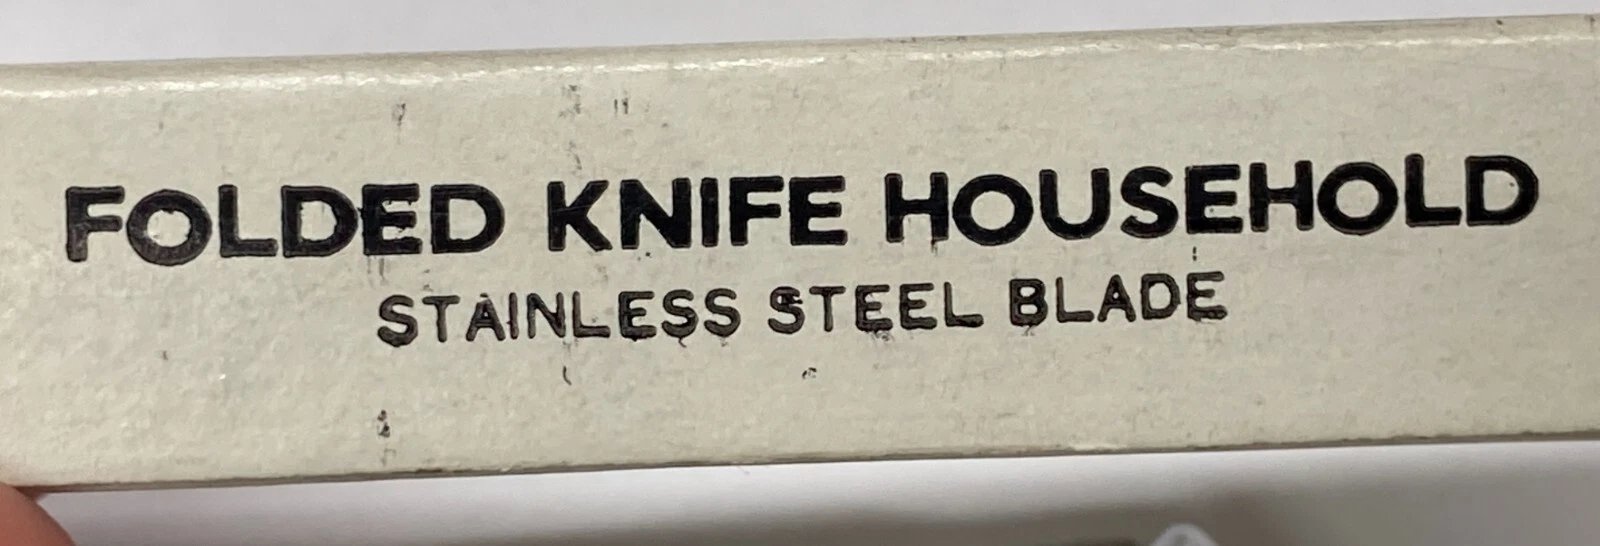 FOLDED KNIFE HOUSEHOLD
STAINLESS STEEL BLADE